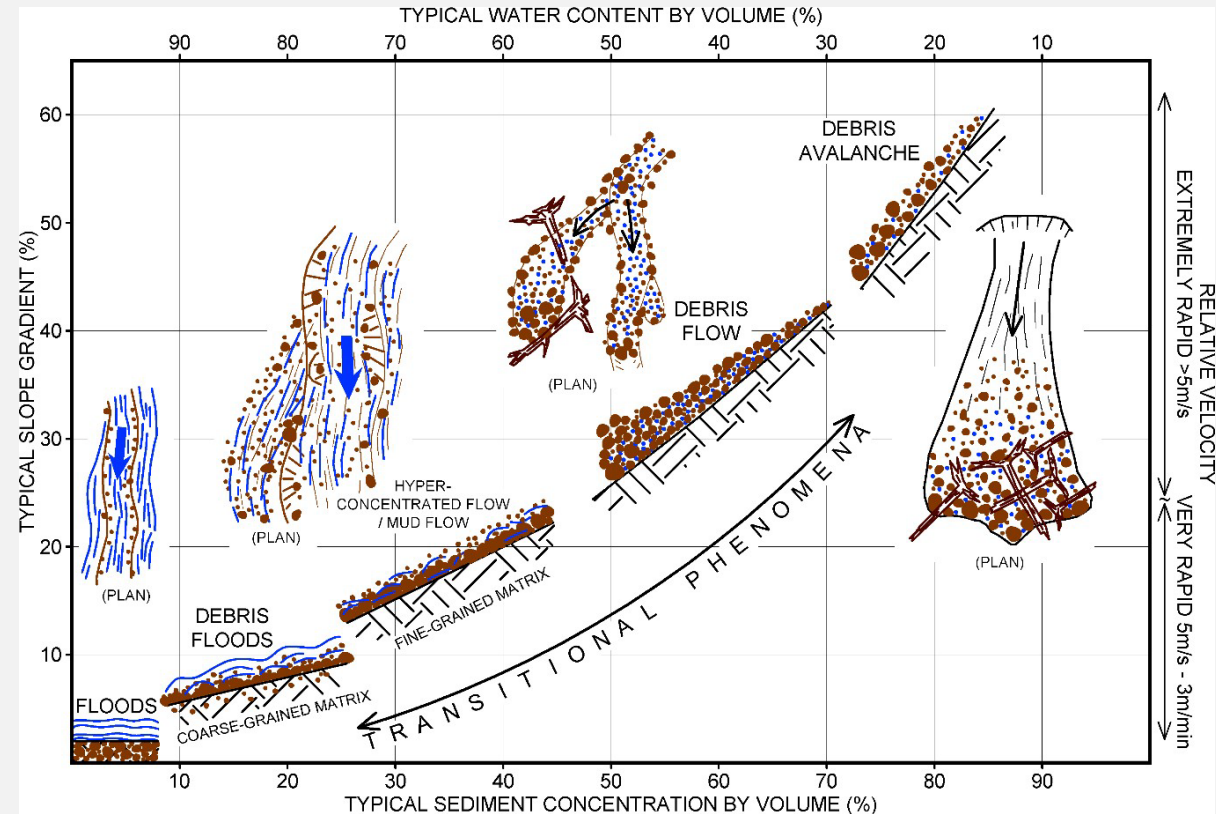 TYPICAL WATER CONTENT BY VOLUME (%)
90 80 70 60 50 40 30 20 10
TYPICAL SLOPE GRADIENT (%)
60
50
40
30
20
10
DEBRIS
AVALANCHE
DEBRIS
FLOW
(PLAN)
HYPER-
CONCENTRATED FLOW
/ MUD FLOW
(PLAN)
(PLAN)
(PLAN)
FINE-GRAINED MATRIX
DEBRIS
FLOODS
COARSE-GRAINED MATRIX
FLOODS
TRANSITIONAL PHENOMENA
RELATIVE VELOCITY
EXTREMELY RAPID >5m/s
~
VERY RAPID 5m/s - 3m/min
10 20 30 40 50 60 70 80 90
TYPICAL SEDIMENT CONCENTRATION BY VOLUME (%)